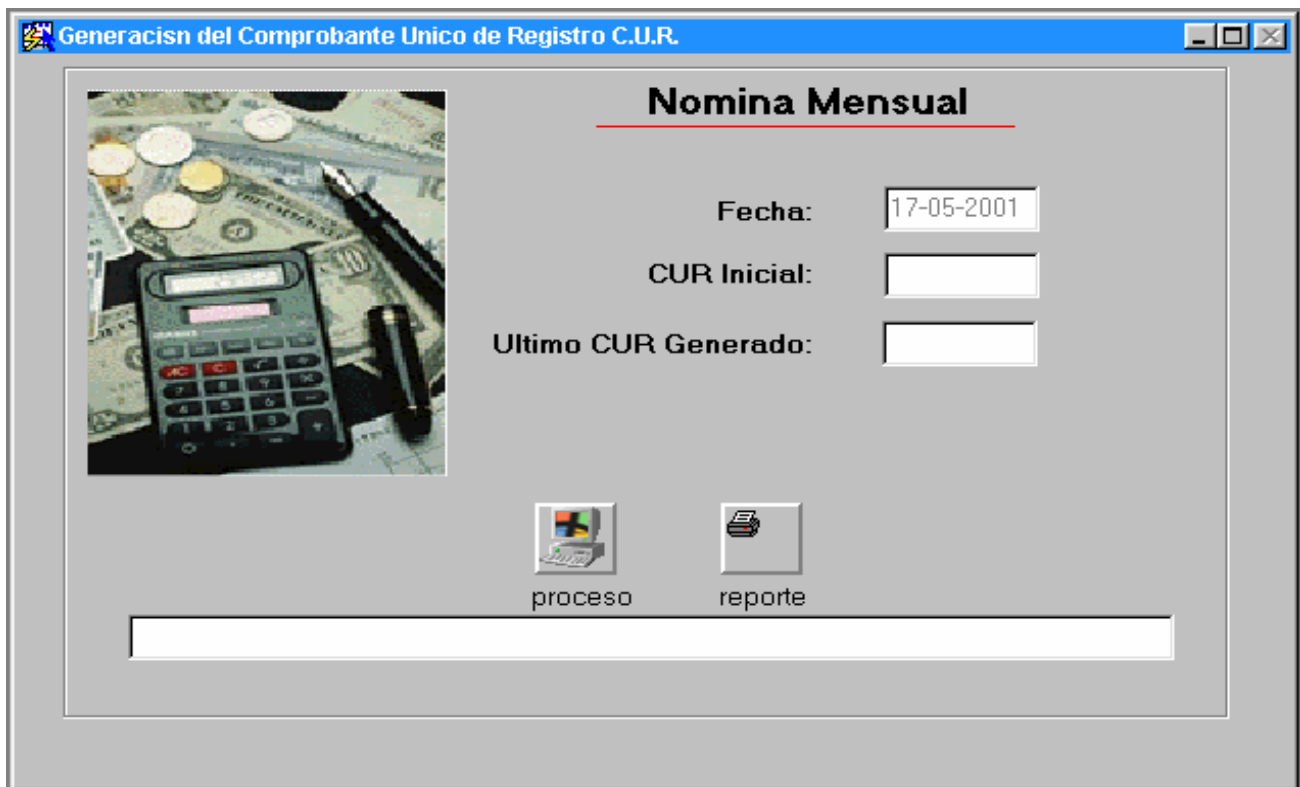 Generacisn del Comprobante Unico de Registro C.U.R.
Nomina Mensual
Fecha: 17-05-2001
CUR Inicial:
Ultimo CUR Generado:
proceso reporte